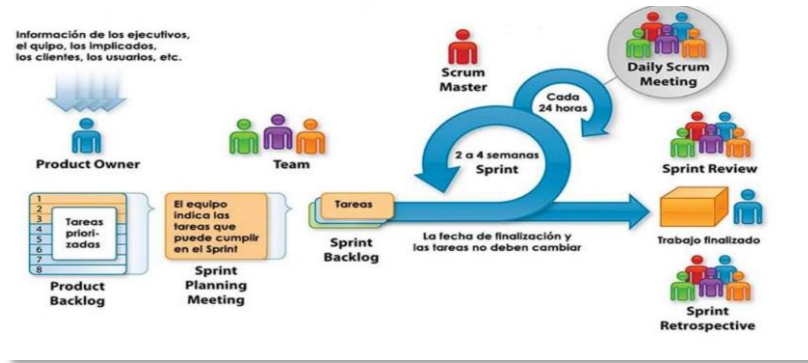 Información de los ejecutivos,
el quipo, los implicados,
los clientes, los usuarios, etc.
Product Owner
Team
Scrum
Master
Cada
24 horas
Daily Scrum
Meeting
2 a 4 semanas
Sprint
Sprint Review
1
2
3
4
5
6
7
8
Tareas
priori-
zadas
Product
Backlog
El equipo
indica las
tareas que
puede cumplir
en el Sprint
Sprint
Planning
Meeting
Tareas
Sprint
Backlog
La fecha de finalización y
las tareas no deben cambiar
Trabajo finalizado
Sprint
Retrospective